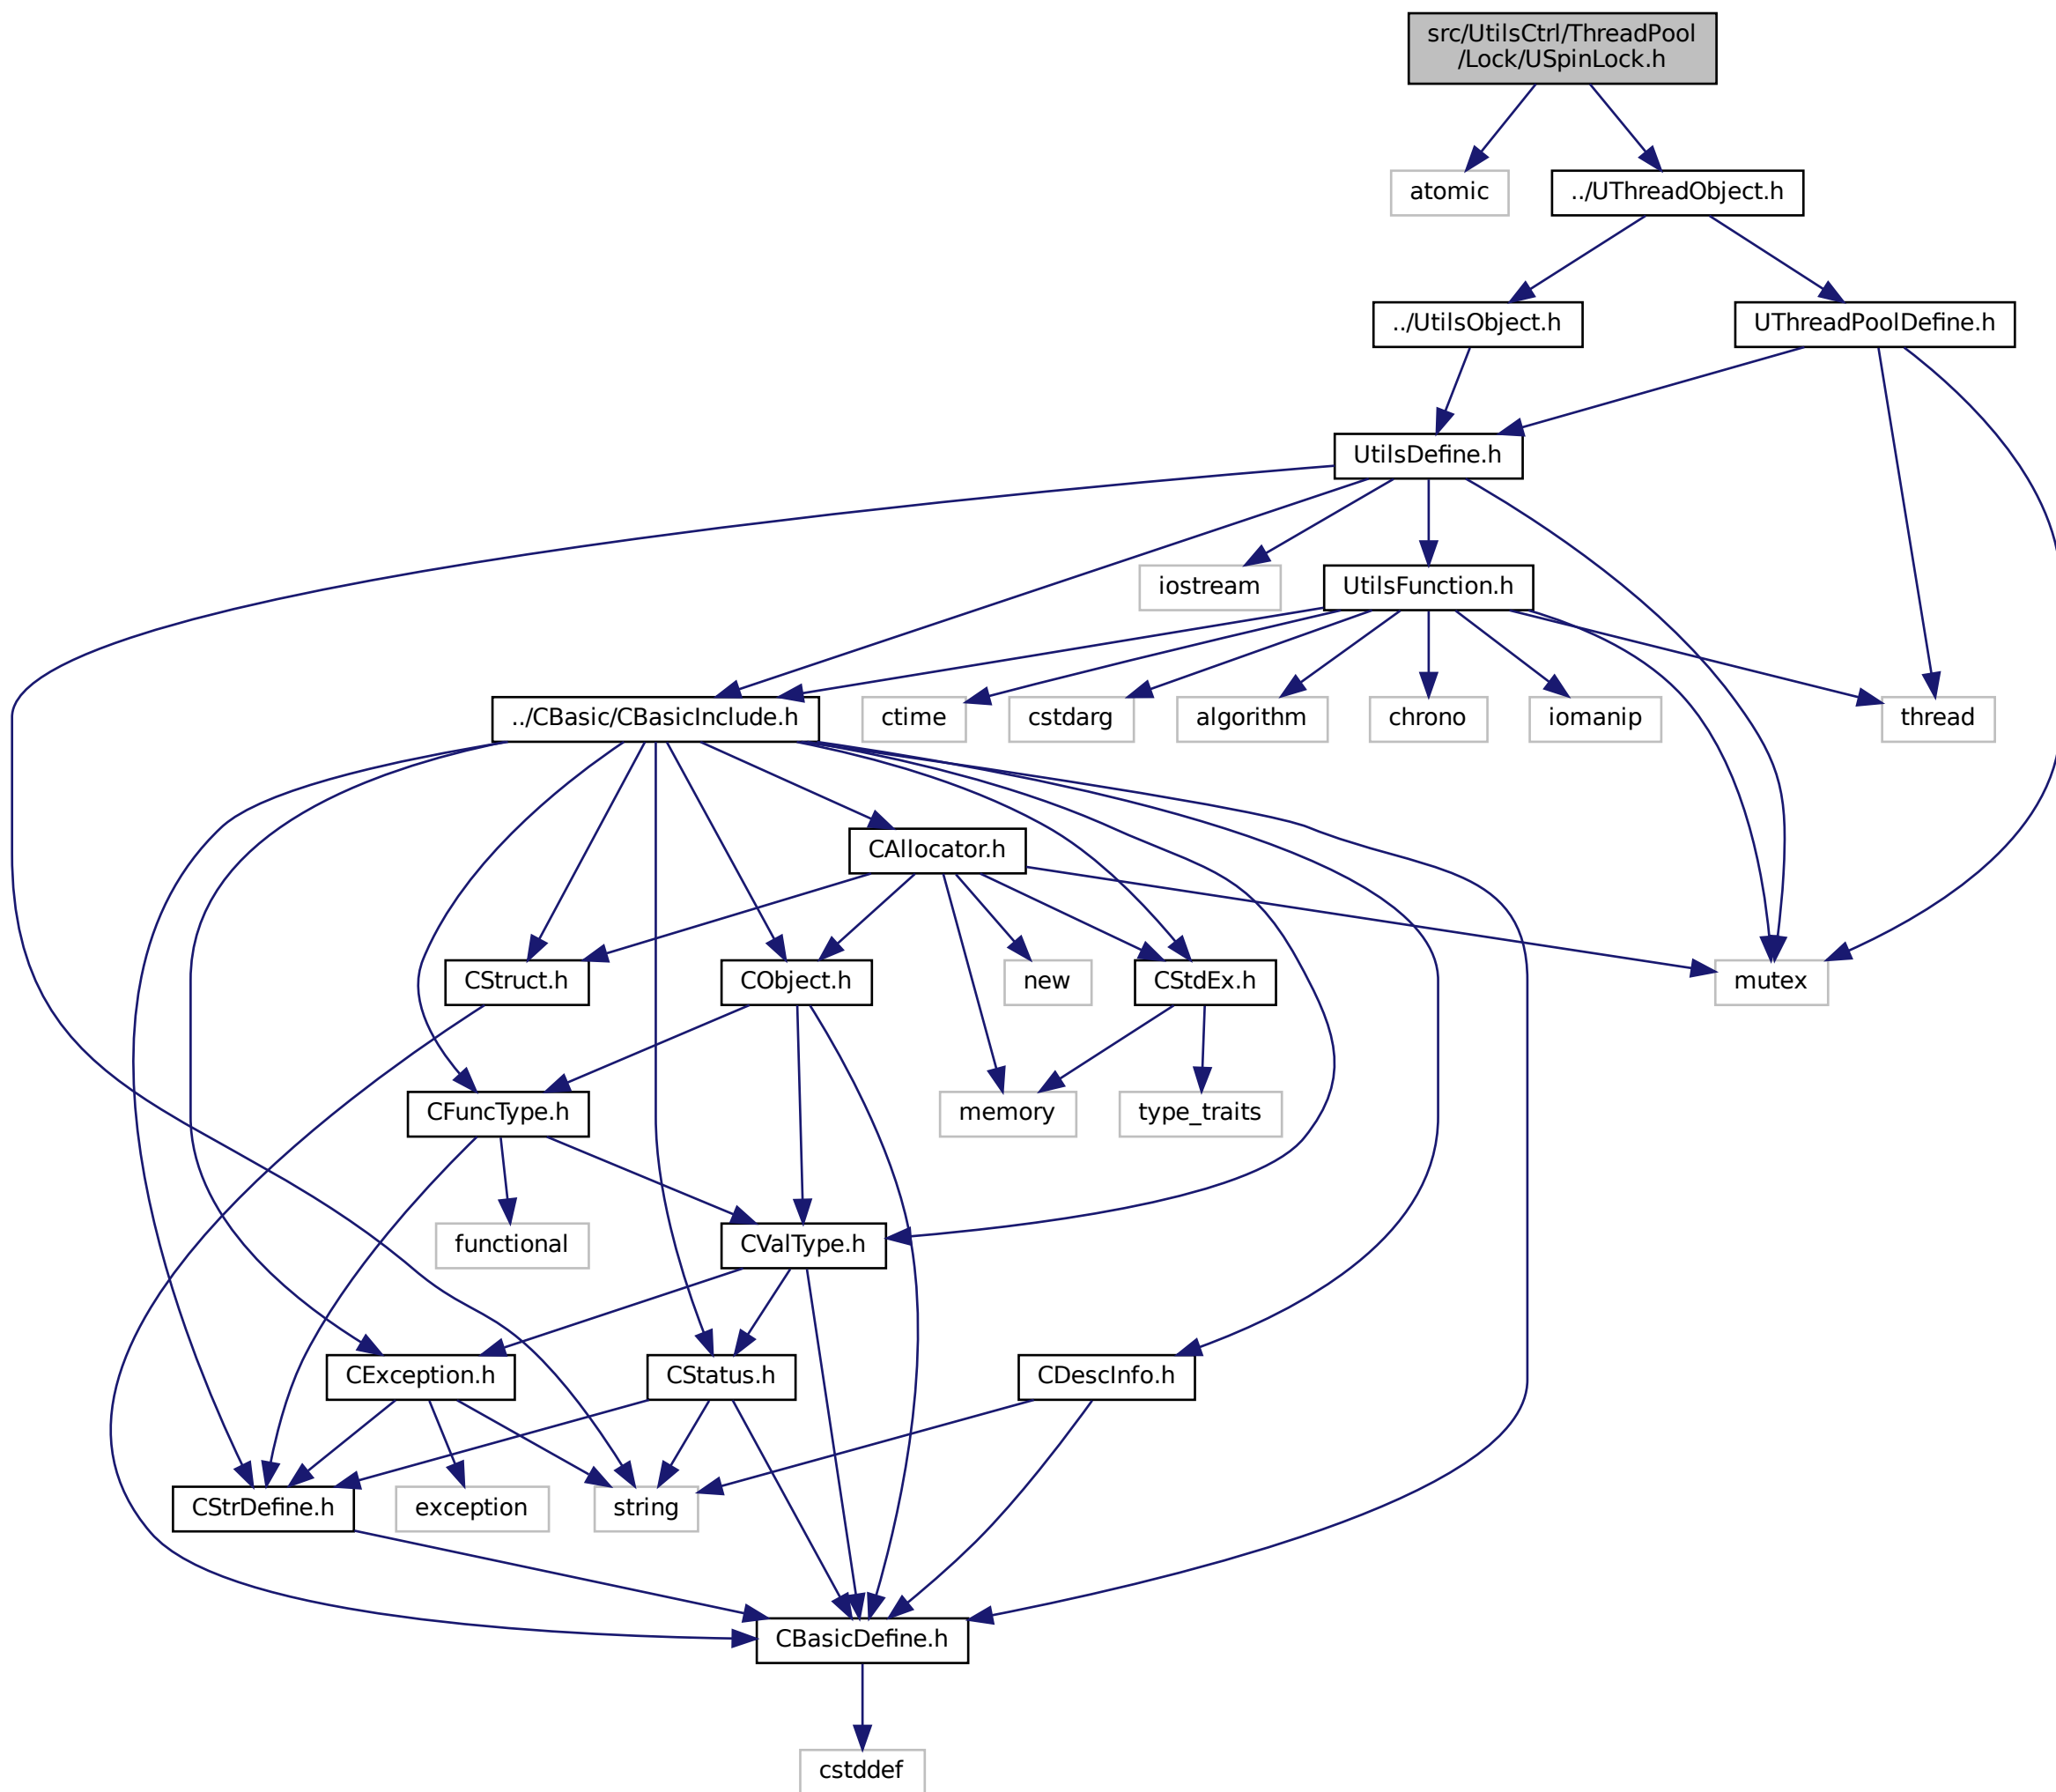 src/UtilsCtrl/ThreadPool
/Lock/USpinLock.h
atomic
../UThreadObject.h
../UtilsObject.h
UThreadPoolDefine.h
UtilsDefine.h
iostream
UtilsFunction.h
../CBasic/CBasicInclude.h
ctime
cstdarg
algorithm
chrono
iomanip
thread
CAllocator.h
CStruct.h
CObject.h
new
CStdEx.h
mutex
CFuncType.h
memory
type_traits
functional
CValType.h
CException.h
CStatus.h
CDescInfo.h
CStrDefine.h
exception
string
CBasicDefine.h
cstddef